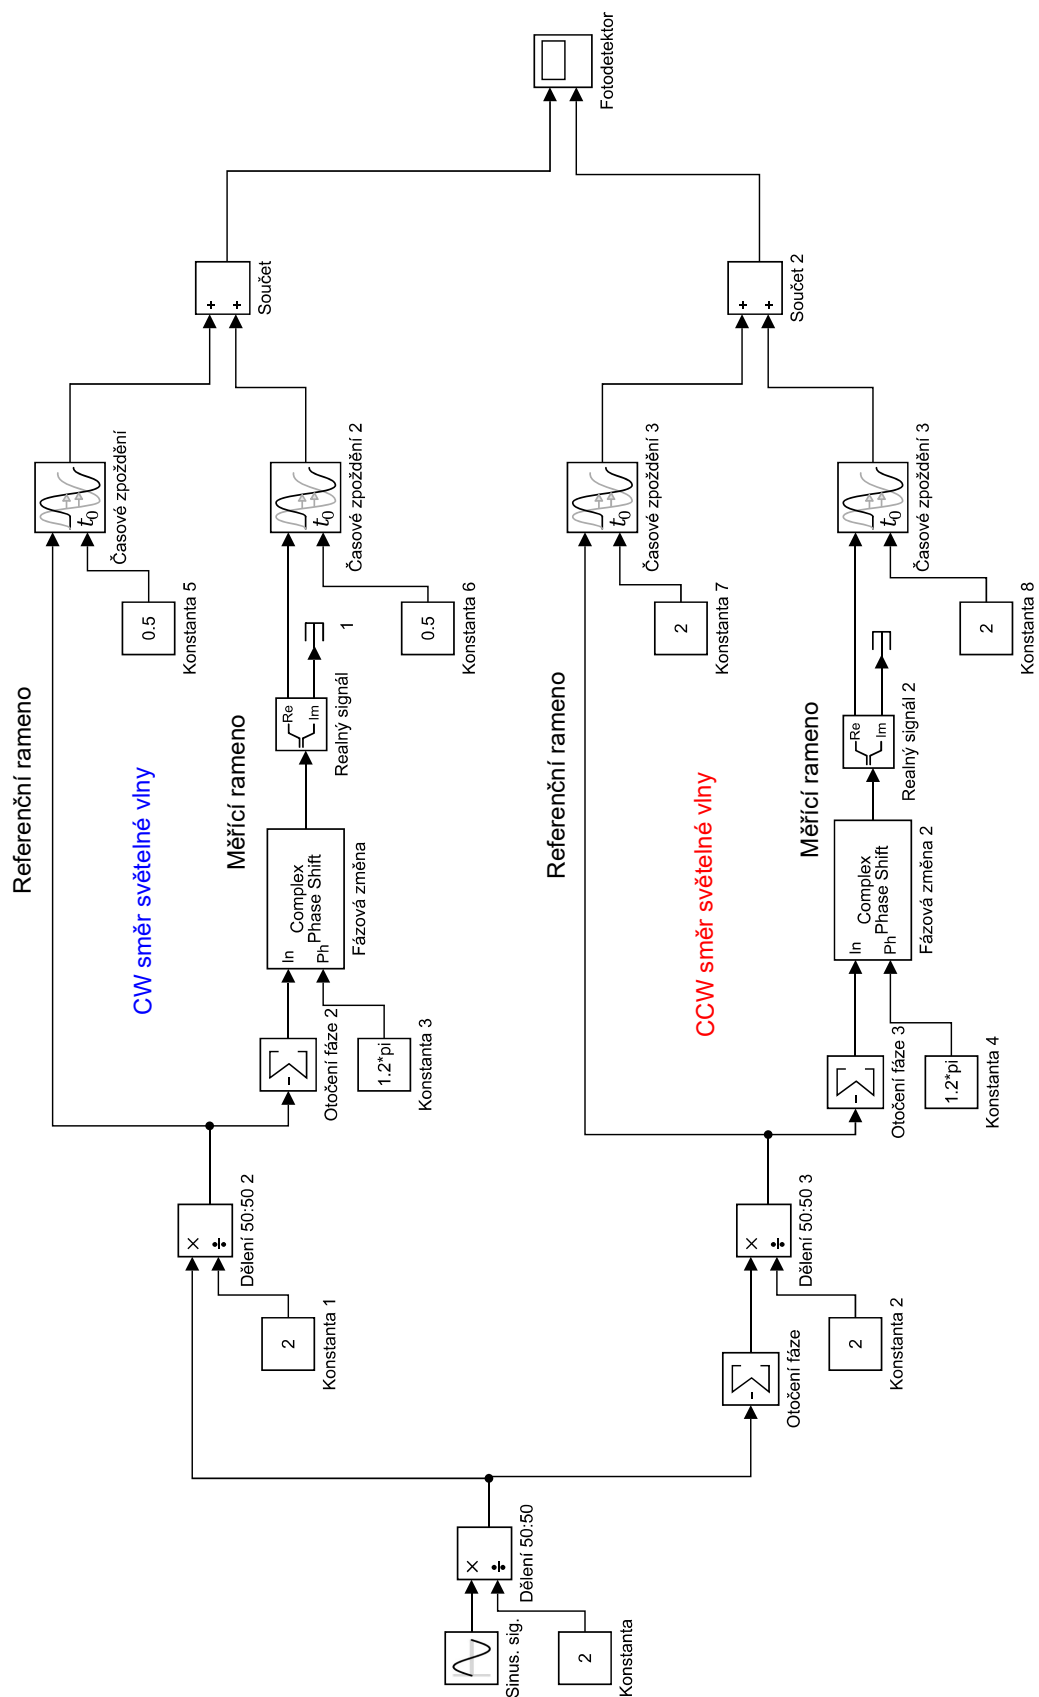 Sinus. sig.
2
Konstanta
×
÷
Dělení 50:50
2
Konstanta 1
×
÷
Dělení 50:50 2
−
Otočení fáze 2
1.2*pi
Konstanta 3
In
Ph
Complex
Phase Shift
Fázová změna
Re
Im
Realný signál
1
Referenční rameno
CW směr světelné vlny
Měřící rameno
0.5
Konstanta 5
t0
Časové zpoždění
0.5
Konstanta 6
t0
Časové zpoždění 2
+
+
Součet
−
Otočení fáze
2
Konstanta 2
×
÷
Dělení 50:50 3
−
Otočení fáze 3
1.2*pi
Konstanta 4
In
Ph
Complex
Phase Shift
Fázová změna 2
Re
Im
Realný signál 2
Referenční rameno
CCW směr světelné vlny
Měřící rameno
2
Konstanta 7
t0
Časové zpoždění 3
2
Konstanta 8
t0
Časové zpoždění 3
+
+
Součet 2
Fotodetektor